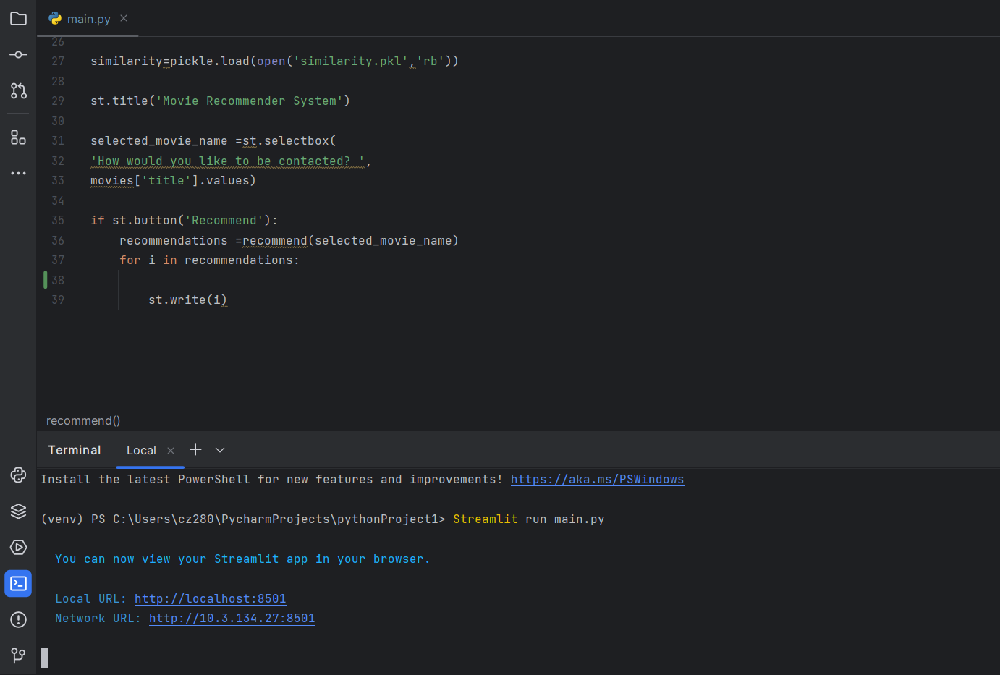 main.py
26
27 similarity=pickle.load(open('similarity.pkl','rb'))
28
29 st.title('Movie Recommender System')
30
31 selected_movie_name =st.selectbox(
32 'How would you like to be contacted? ',
33 movies['title'].values)
34
35 if st.button('Recommend'):
36     recommendations =recommend(selected_movie_name)
37     for i in recommendations:
38
39         st.write(i)
recommend()
Terminal Local
Install the latest PowerShell for new features and improvements! https://aka.ms/PSWindows
(venv) PS C:\Users\cz280\PycharmProjects\pythonProject1> Streamlit run main.py
You can now view your Streamlit app in your browser.
Local URL: http://localhost:8501
Network URL: http://10.3.134.27:8501